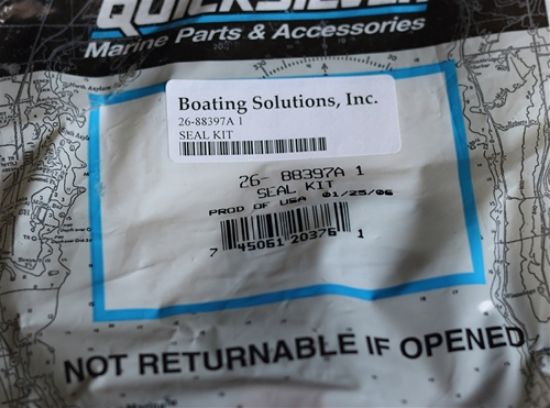 QUICKSILVER
Marine Parts & Accessories
Boating Solutions, Inc.
26-88397A 1
SEAL KIT
26- 88397A 1
SEAL KIT
PROD OF USA 01/25/06
7 45061 20376 1
NOT RETURNABLE IF OPENED